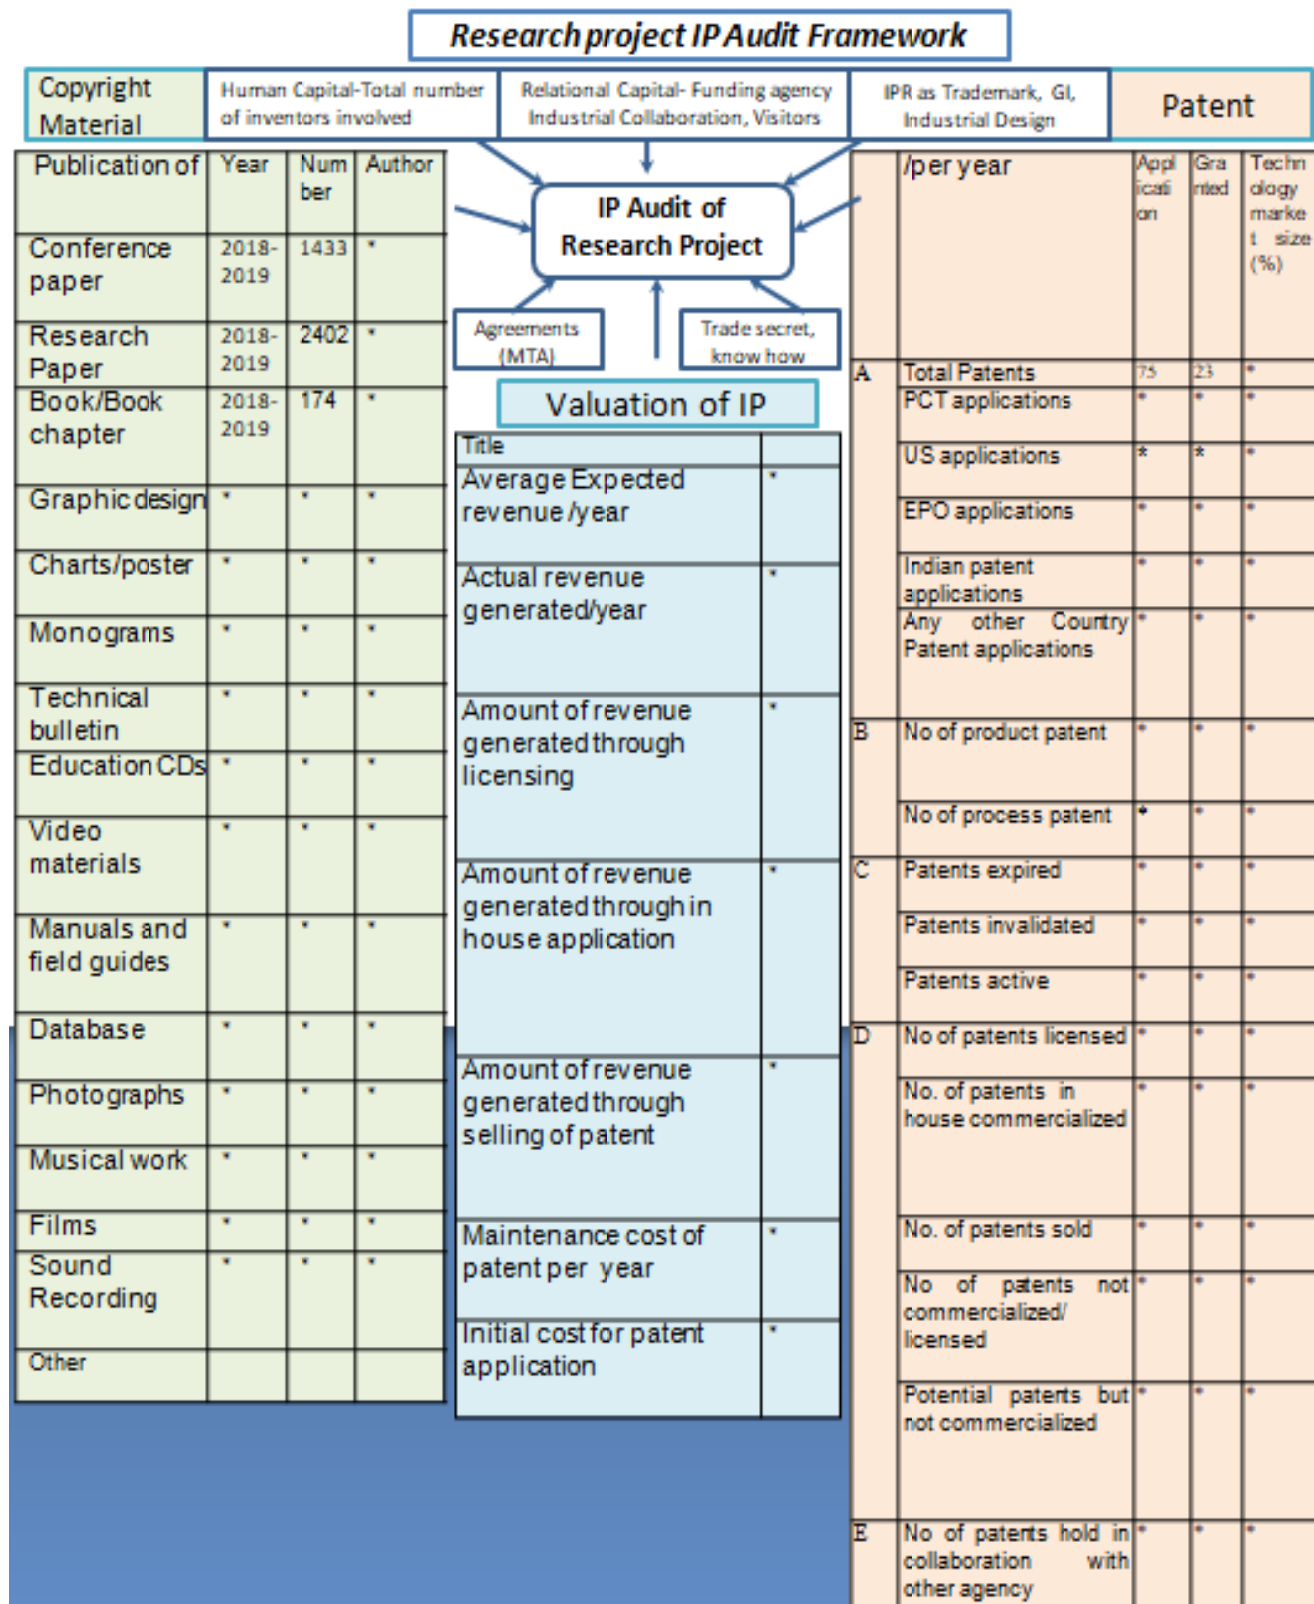 Research project IP Audit Framework
Copyright
Material
Human Capital-Total number
of inventors involved
Relational Capital- Funding agency
Industrial Collaboration, Visitors
IPR as Trademark, GI,
Industrial Design
Patent
IP Audit of
Research Project
Agreements
(MTA)
Trade secret,
know how
Publication of Year Num Author
ber
Conference 2018- 1433 *
paper 2019
Research 2018- 2402 *
Paper 2019
Book/Book 2018- 174 *
chapter 2019
Graphic design * * *
Charts/poster * * *
Monograms * * *
Technical * * *
bulletin
Education CDs * * *
Video * * *
materials
Manuals and * * *
field guides
Database * * *
Photographs * * *
Musical work * * *
Films * * *
Sound * * *
Recording
Other
Valuation of IP
Title
Average Expected *
revenue /year
Actual revenue *
generated/year
Amount of revenue *
generated through
licensing
Amount of revenue *
generated through in
house application
Amount of revenue *
generated through
selling of patent
Maintenance cost of *
patent per year
Initial cost for patent *
application
/per year Appl Gra Techn
icati nted ology
on marke
t size
(%)
A Total Patents 75 23 *
PCT applications * * *
US applications * * *
EPO applications * * *
Indian patent * * *
applications
Any other Country * * *
Patent applications
B No of product patent * * *
No of process patent * * *
C Patents expired * * *
Patents invalidated * * *
Patents active * * *
D No of patents licensed * * *
No. of patents in * * *
house commercialized
No. of patents sold * * *
No of patents not * * *
commercialized/
licensed
Potential patents but * * *
not commercialized
E No of patents hold in * * *
collaboration with
other agency